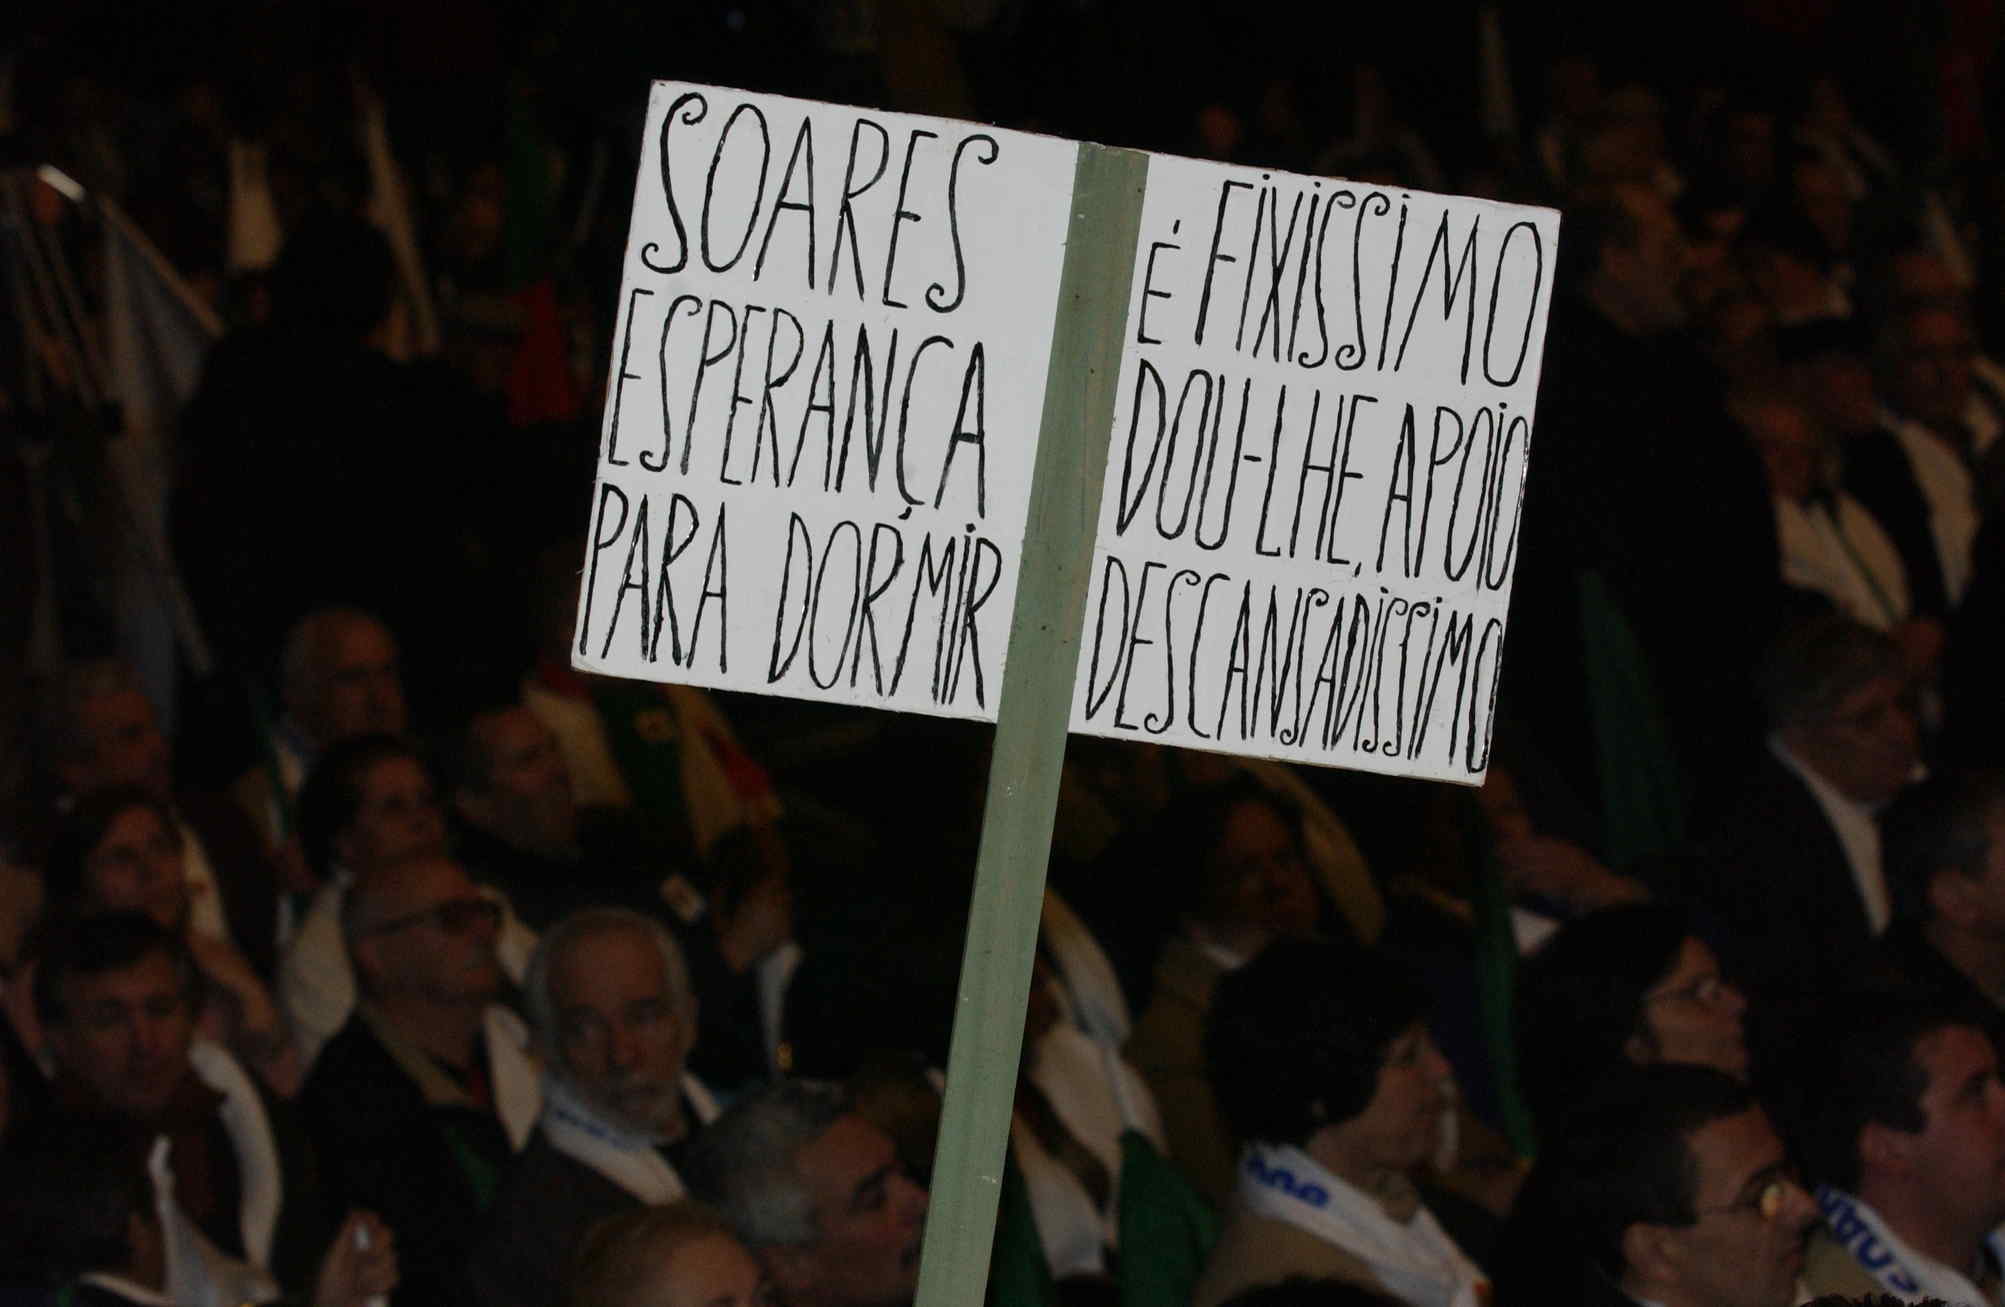 SOARES
ESPERANÇA
PARA DORMIR
É FIXISSIMO
DOU-LHE, APOIO
DESCANSADISSIMO